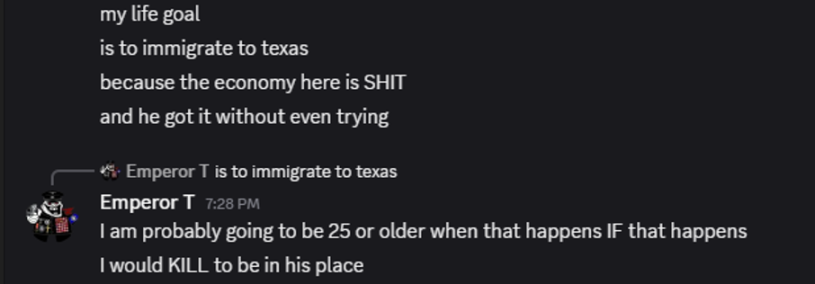 my life goal
is to immigrate to texas
because the economy here is SHIT
and he got it without even trying
Emperor T is to immigrate to texas
Emperor T 7:28 PM
I am probably going to be 25 or older when that happens IF that happens
I would KILL to be in his place